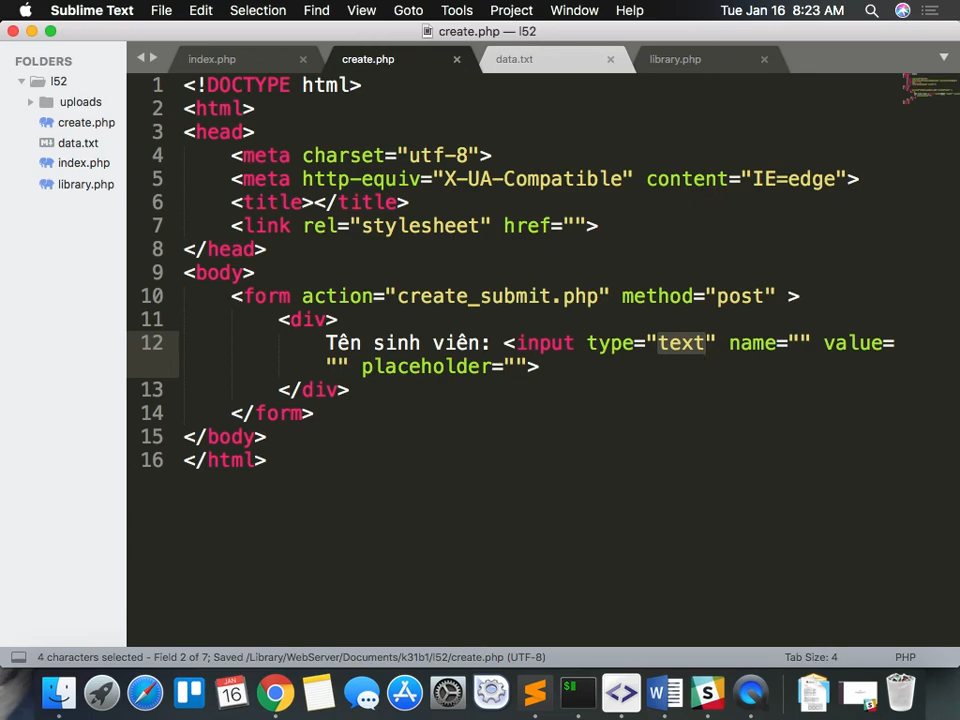 Sublime Text File Edit Selection Find View Goto Tools Project Window Help Tue Jan 16 8:23 AM
create.php — l52
FOLDERS
l52
uploads
create.php
data.txt
index.php
library.php
index.php create.php data.txt library.php
1 <!DOCTYPE html>
2 <html>
3 <head>
4 <meta charset="utf-8">
5 <meta http-equiv="X-UA-Compatible" content="IE=edge">
6 <title></title>
7 <link rel="stylesheet" href="">
8 </head>
9 <body>
10 <form action="create_submit.php" method="post" >
11 <div>
12 Tên sinh viên: <input type="text" name="" value=
"" placeholder="">
13 </div>
14 </form>
15 </body>
16 </html>
4 characters selected - Field 2 of 7; Saved /Library/WebServer/Documents/k31b1/l52/create.php (UTF-8) Tab Size: 4 PHP
JAN
16